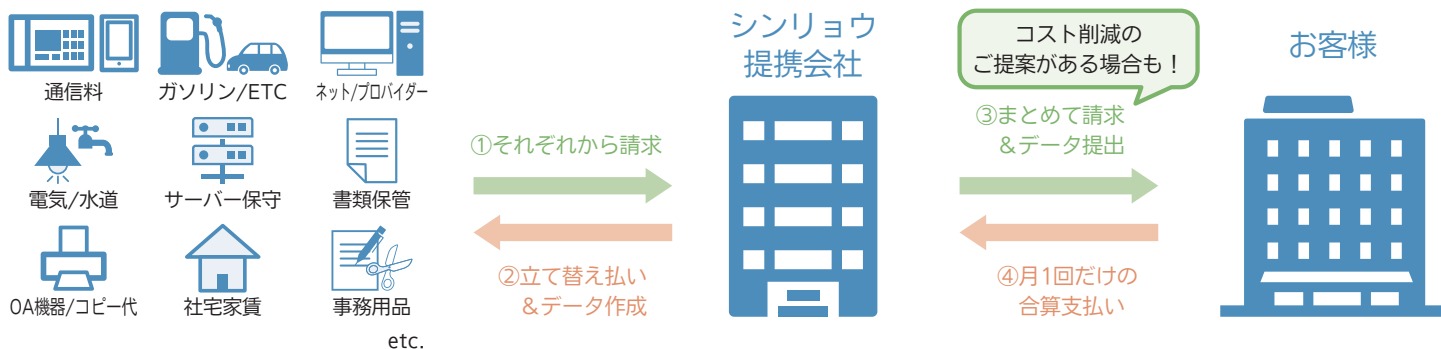 通信料
ガソリン/ETC
ネット/プロバイダー
電気/水道
サーバー保守
書類保管
OA機器/コピー代
社宅家賃
事務用品
etc.
①それぞれから請求
②立て替え払い
＆データ作成
シンリョウ
提携会社
コスト削減の
ご提案がある場合も！
③まとめて請求
＆データ提出
④月1回だけの
合算支払い
お客様